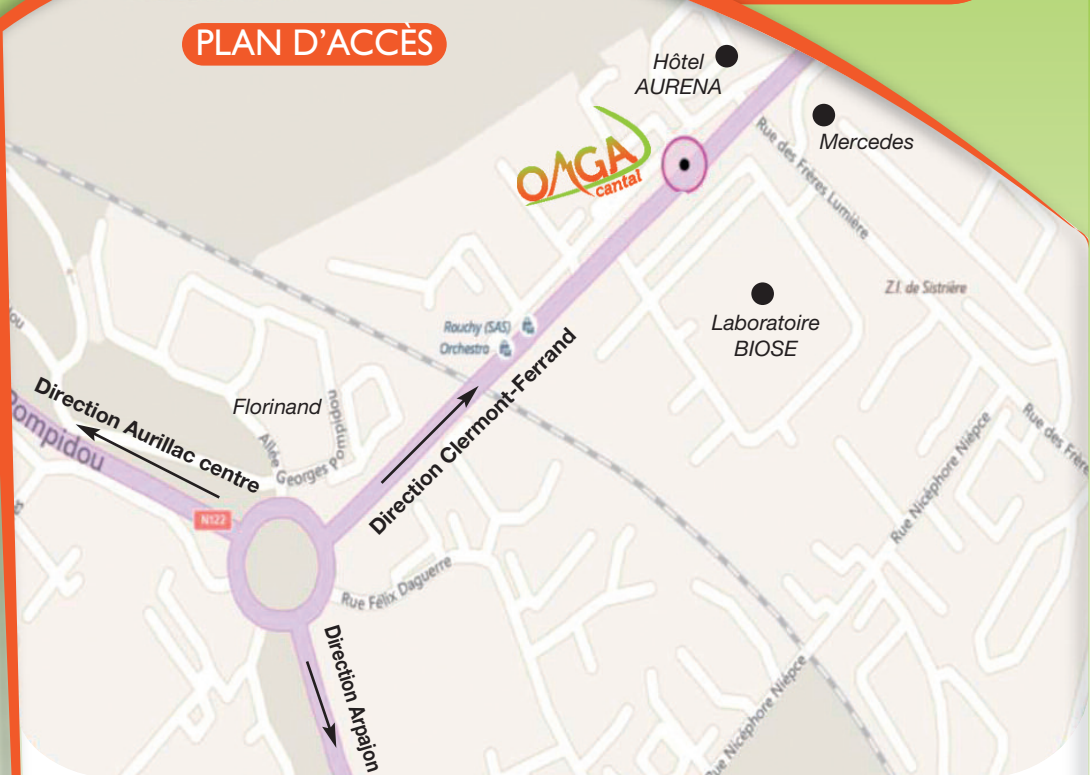 PLAN D'ACCÈS
Hôtel
AURENA
Mercedes
OMGA
cantal
Rue des Frères Lumière
Z.I. de Sistrière
Laboratoire
BIOSE
Rouchy (SAS)
Orchestra
Direction Clermont-Ferrand
Florinand
Direction Aurillac centre
Pompidou
Allée Georges Pompidou
N122
Rue Félix Daguerre
Direction Arpajon
Rue Nicéphore Niépce
Rue des Frè
Rue Nicéphore Niépce